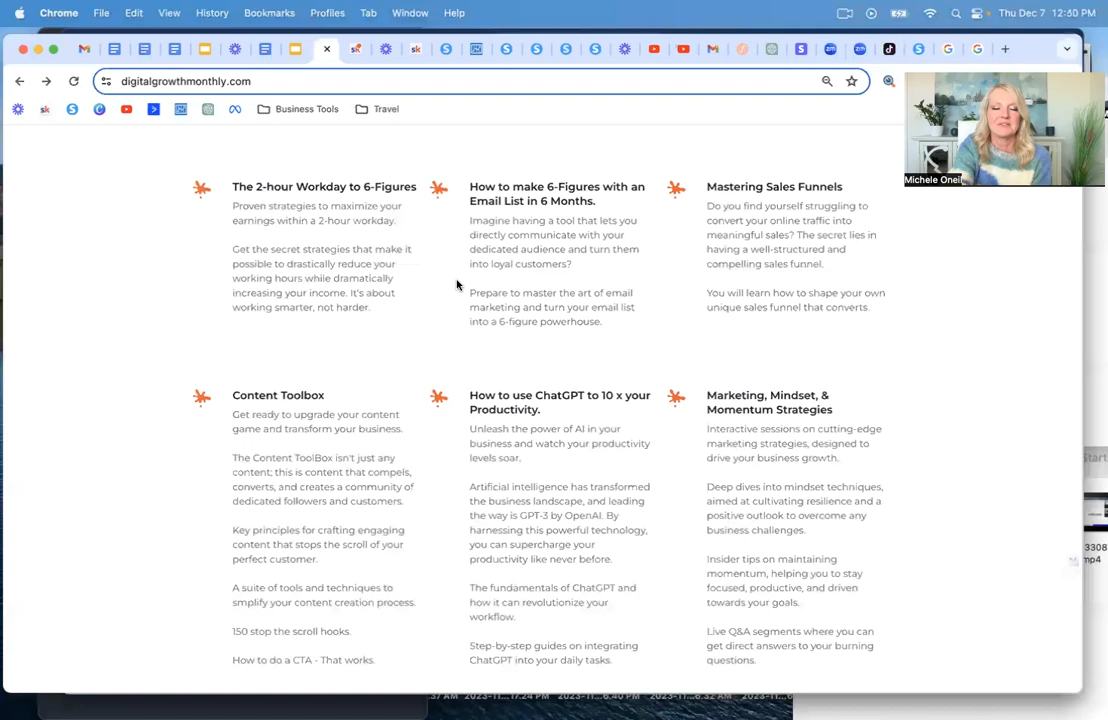 Chrome File Edit View History Bookmarks Profiles Tab Window Help
Thu Dec 7 12:30 PM
digitalgrowthmonthly.com
Business Tools Travel
Michele Oneil
The 2-hour Workday to 6-Figures
Proven strategies to maximize your
earnings within a 2-hour workday.
Get the secret strategies that make it
possible to drastically reduce your
working hours while dramatically
increasing your income. It's about
working smarter, not harder.
How to make 6-Figures with an
Email List in 6 Months.
Imagine having a tool that lets you
directly communicate with your
dedicated audience and turn them
into loyal customers?
Prepare to master the art of email
marketing and turn your email list
into a 6-figure powerhouse.
Mastering Sales Funnels
Do you find yourself struggling to
convert your online traffic into
meaningful sales? The secret lies in
having a well-structured and
compelling sales funnel.
You will learn how to shape your own
unique sales funnel that converts.
Content Toolbox
Get ready to upgrade your content
game and transform your business.
The Content ToolBox isn't just any
content; this is content that compels,
converts, and creates a community of
dedicated followers and customers.
Key principles for crafting engaging
content that stops the scroll of your
perfect customer.
A suite of tools and techniques to
smplify your content creation process.
150 stop the scroll hooks.
How to do a CTA - That works.
How to use ChatGPT to 10 x your
Productivity.
Unleash the power of AI in your
business and watch your productivity
levels soar.
Artificial intelligence has transformed
the business landscape, and leading
the way is GPT-3 by OpenAI. By
harnessing this powerful technology,
you can supercharge your
productivity like never before.
The fundamentals of ChatGPT and
how it can revolutionize your
workflow.
Step-by-step guides on integrating
ChatGPT into your daily tasks.
Marketing, Mindset, &
Momentum Strategies
Interactive sessions on cutting-edge
marketing strategies, designed to
drive your business growth.
Deep dives into mindset techniques,
aimed at cultivating resilience and a
positive outlook to overcome any
business challenges.
Insider tips on maintaining
momentum, helping you to stay
focused, productive, and driven
towards your goals.
Live Q&A segments where you can
get direct answers to your burning
questions.
Start
3308
mp4